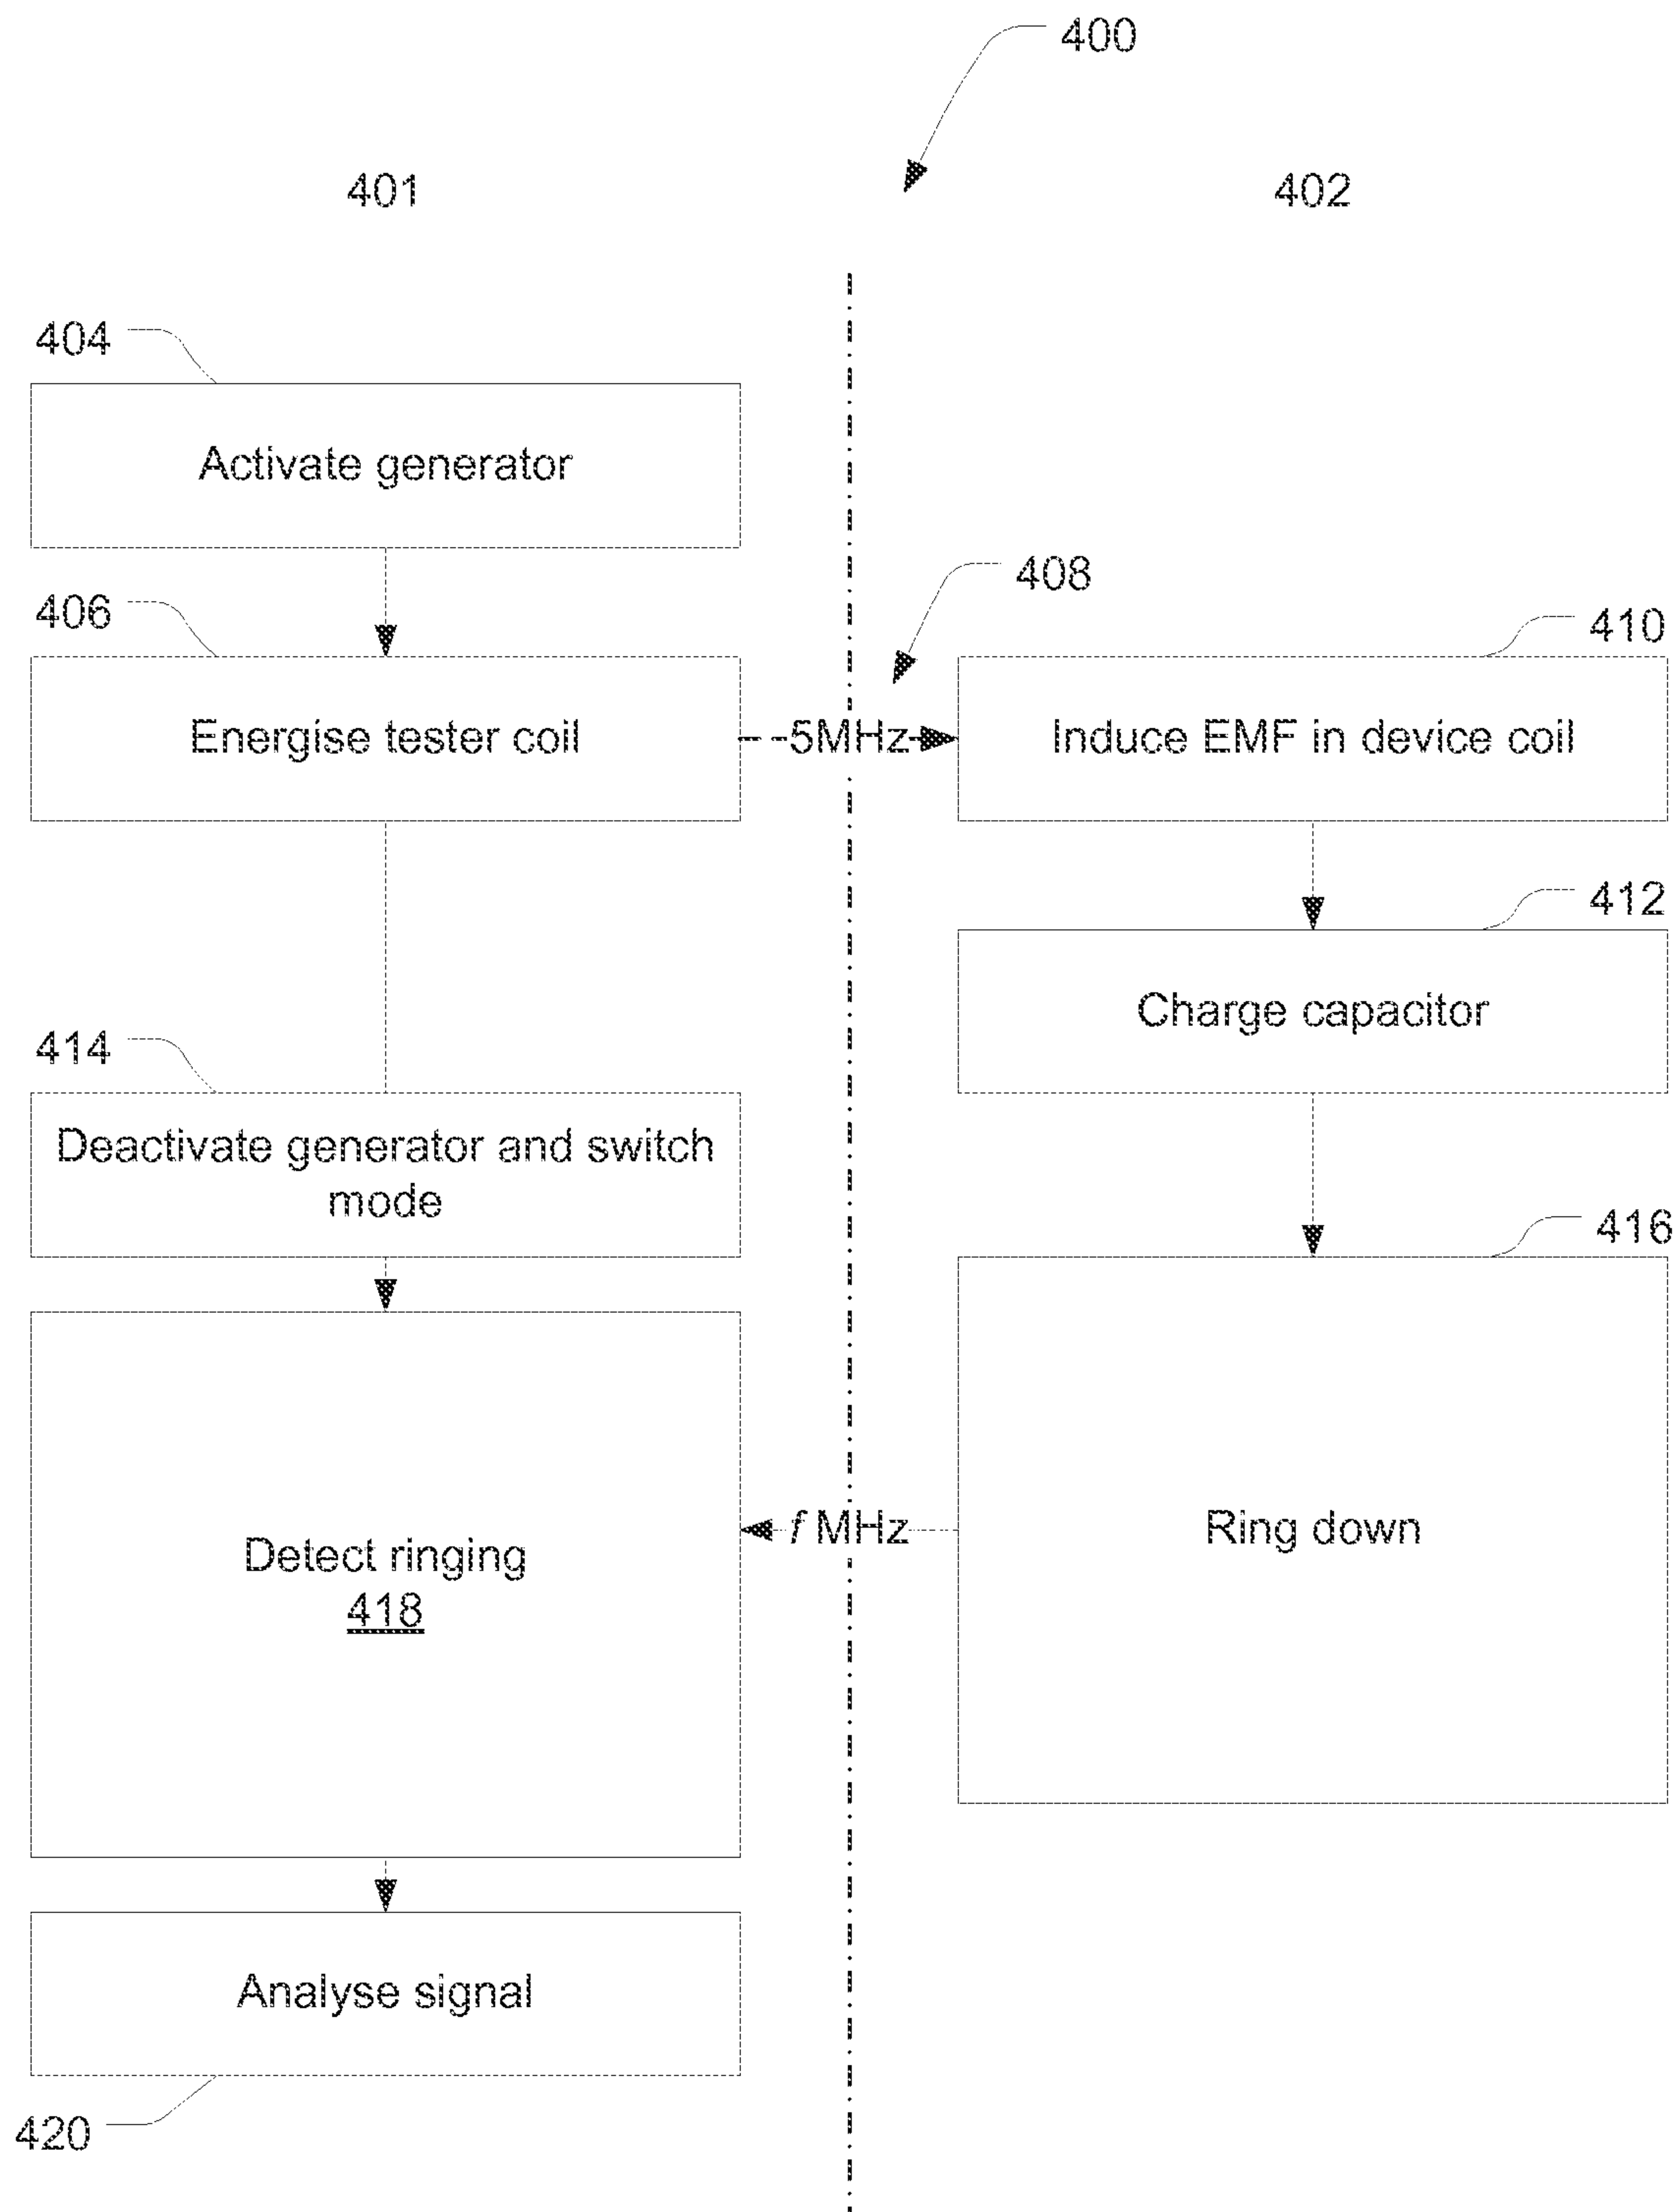 400
401
402
404
Activate generator
408
406
410
Energise tester coil
5MHz
Induce EMF in device coil
412
Charge capacitor
414
Deactivate generator and switch
mode
416
f MHz
Ring down
Detect ringing
418
Analyse signal
420